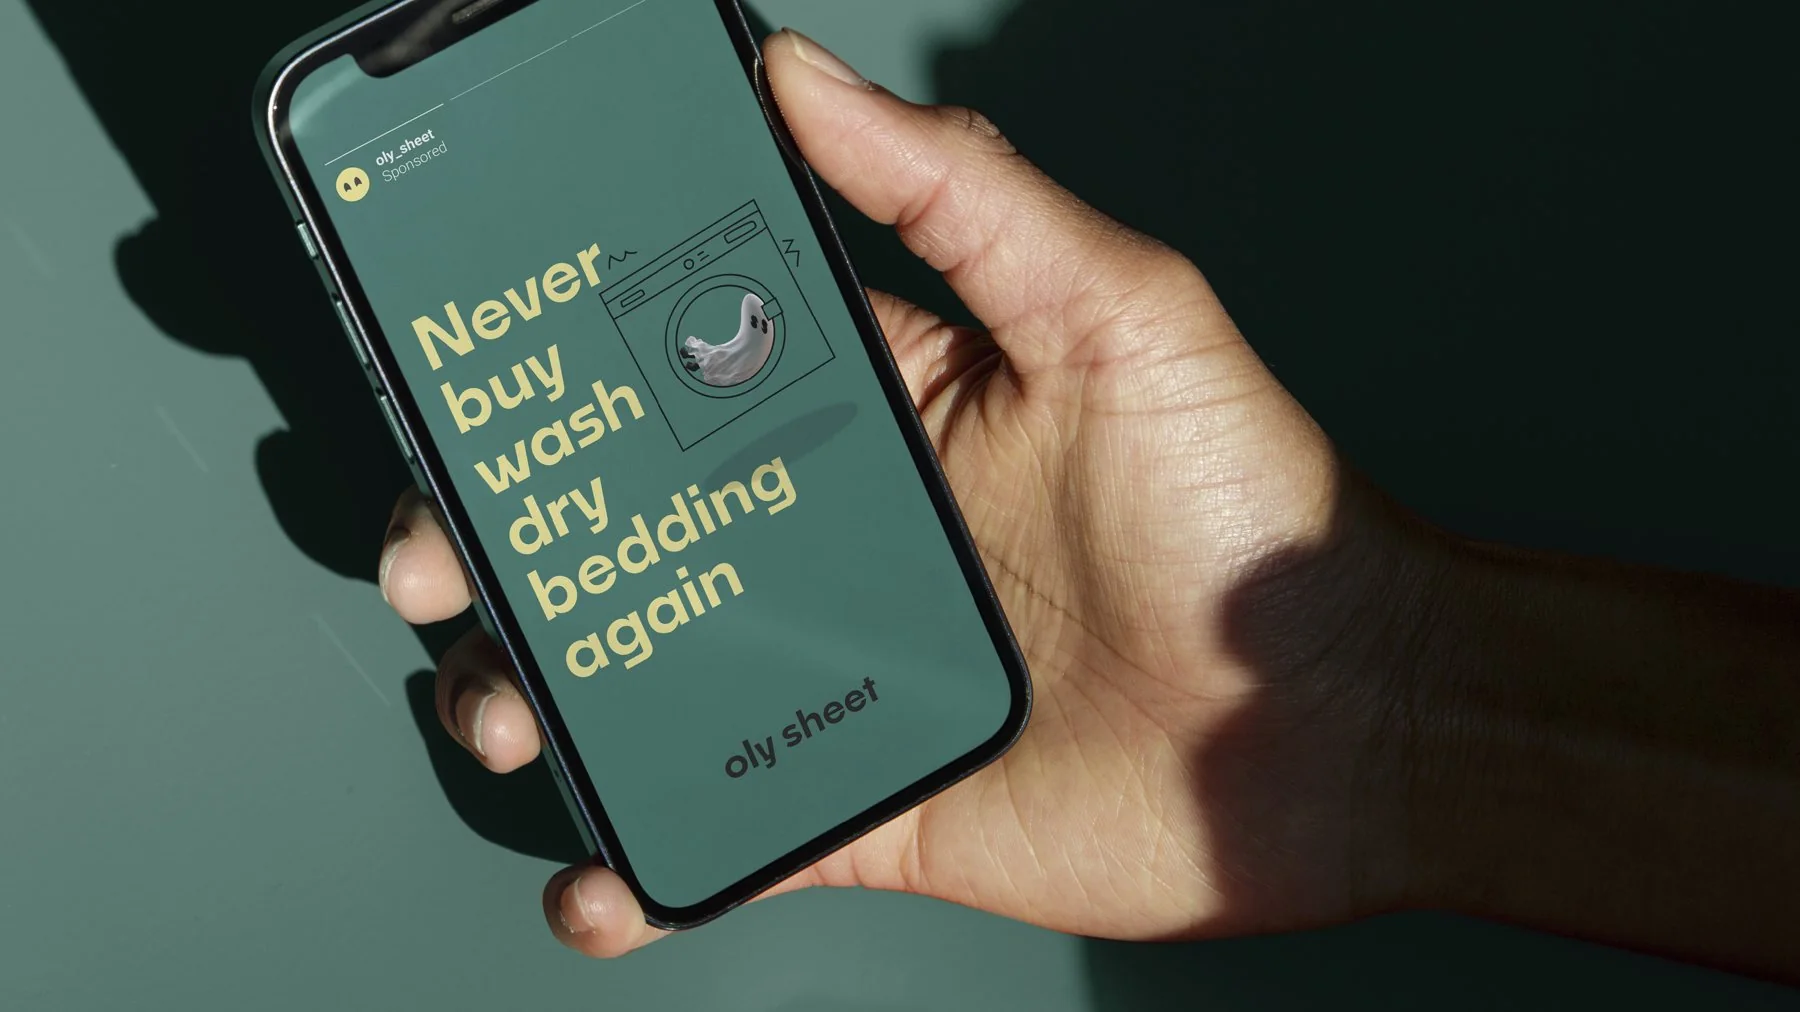 oly_sheet
Sponsored
Never
buy
wash
dry
bedding
again
oly sheet